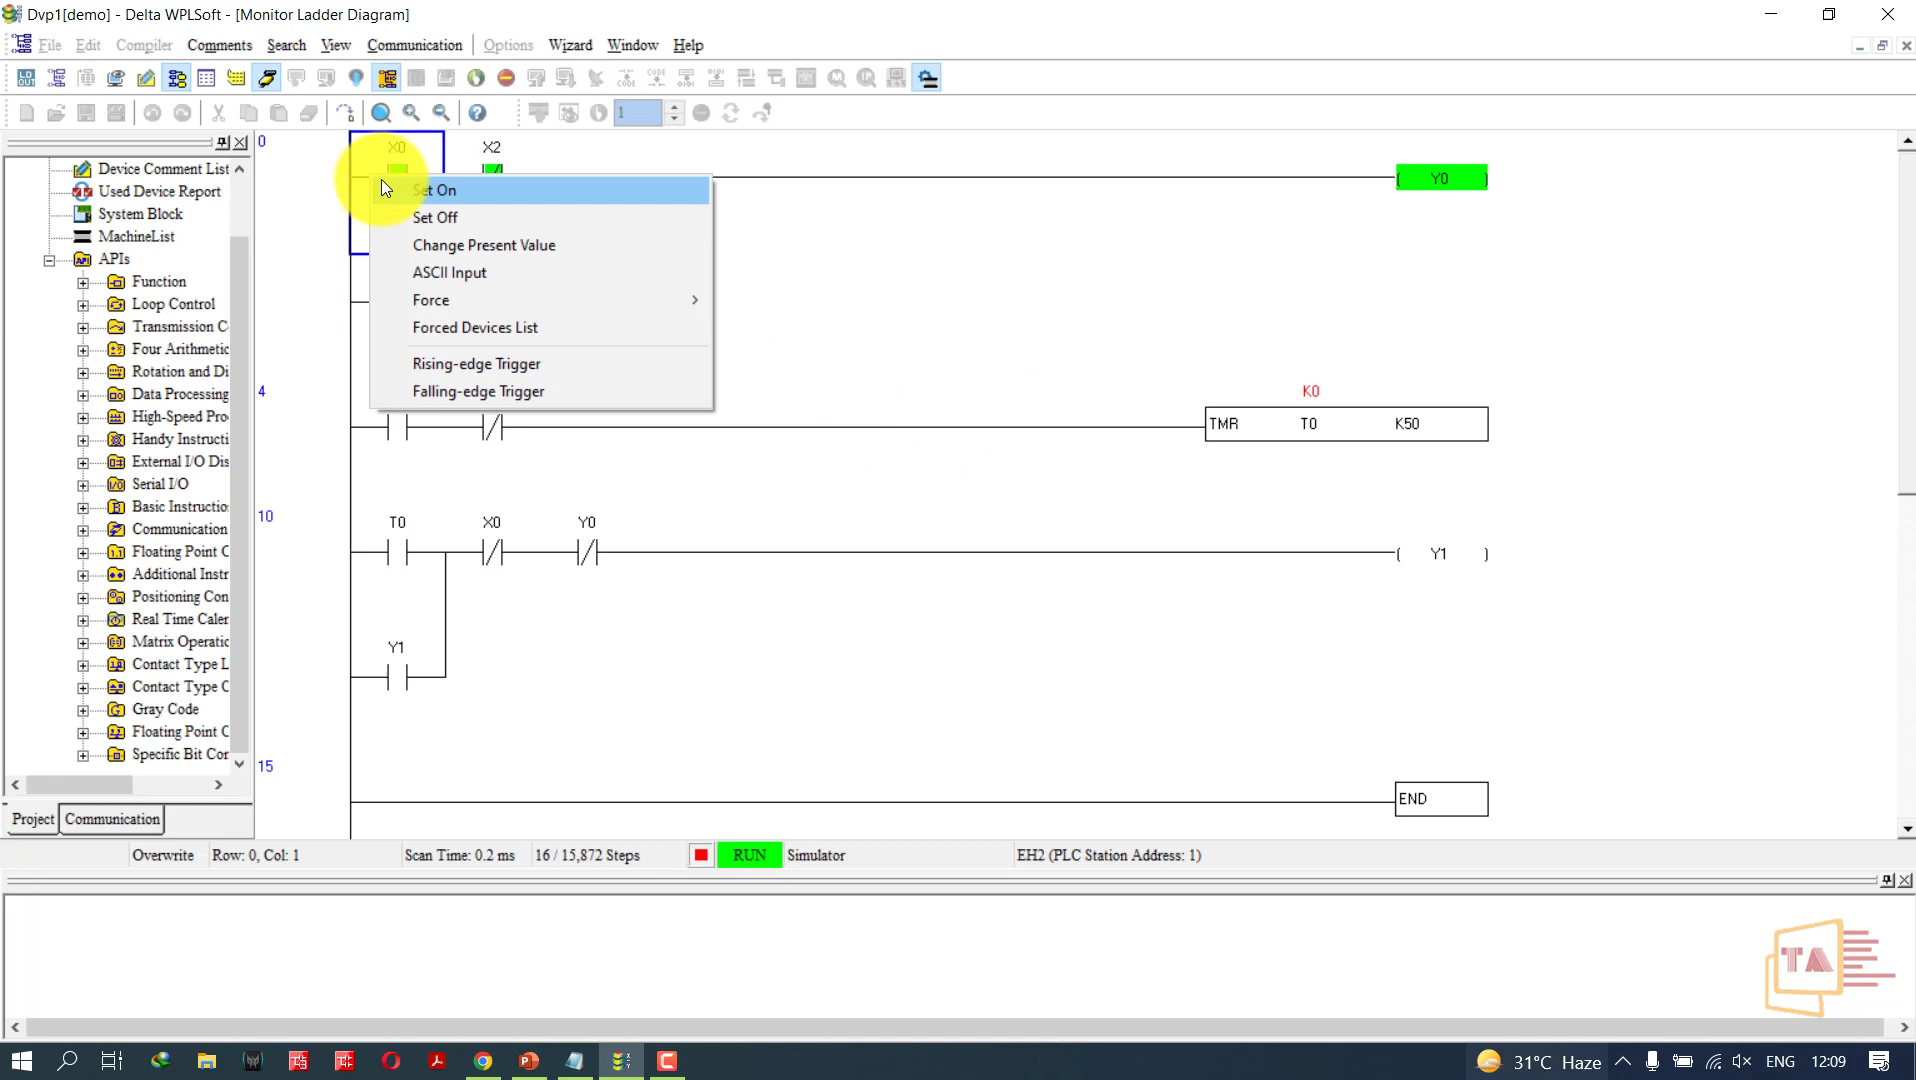 Dvp1[demo] - Delta WPLSoft - [Monitor Ladder Diagram]
File Edit Compiler Comments Search View Communication Options Wizard Window Help
1
Device Comment List
Used Device Report
System Block
MachineList
APIs
Function
Loop Control
Transmission C
Four Arithmetic
Rotation and Di
Data Processing
High-Speed Pro
Handy Instructi
External I/O Dis
Serial I/O
Basic Instructio
Communication
Floating Point C
Additional Instr
Positioning Con
Real Time Caler
Matrix Operatic
Contact Type L
Contact Type C
Gray Code
Floating Point C
Specific Bit Cor
Project Communication
0
X0 X2
Y0
Set On
Set Off
Change Present Value
ASCII Input
Force
Forced Devices List
Rising-edge Trigger
Falling-edge Trigger
4
K0
TMR T0 K50
10
T0 X0 Y0
( Y1 )
Y1
15
END
Overwrite Row: 0, Col: 1 Scan Time: 0.2 ms 16 / 15,872 Steps RUN Simulator EH2 (PLC Station Address: 1)
TA
31°C Haze ENG 12:09